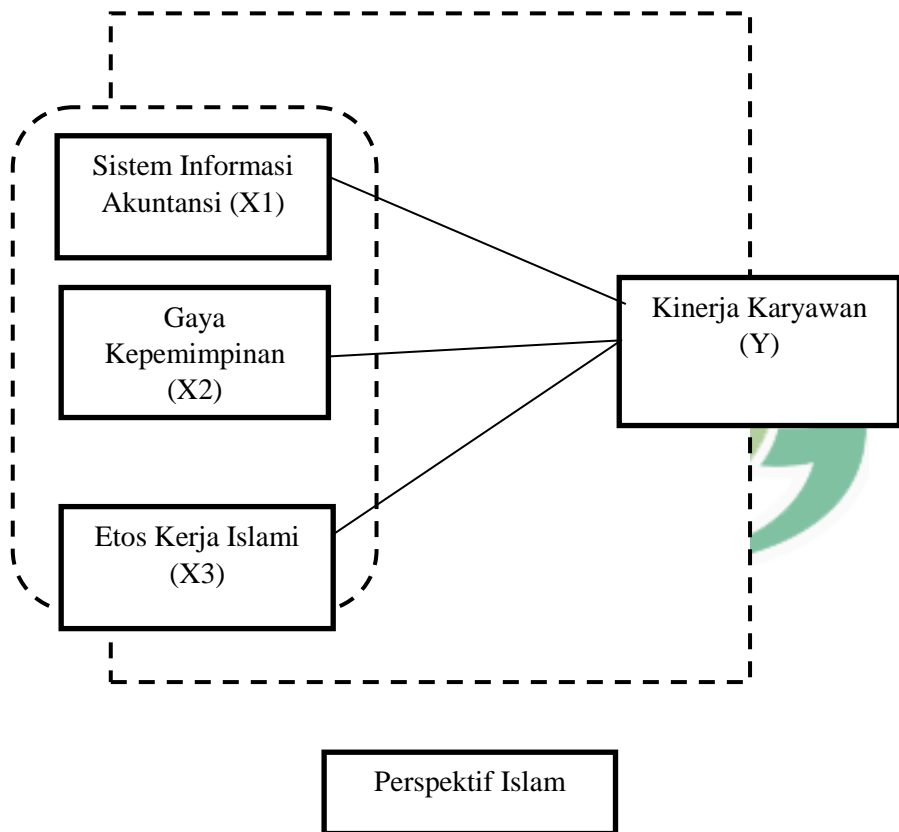 Sistem Informasi
Akuntansi (X1)
Gaya
Kepemimpinan
(X2)
Etos Kerja Islami
(X3)
Kinerja Karyawan
(Y)
Perspektif Islam